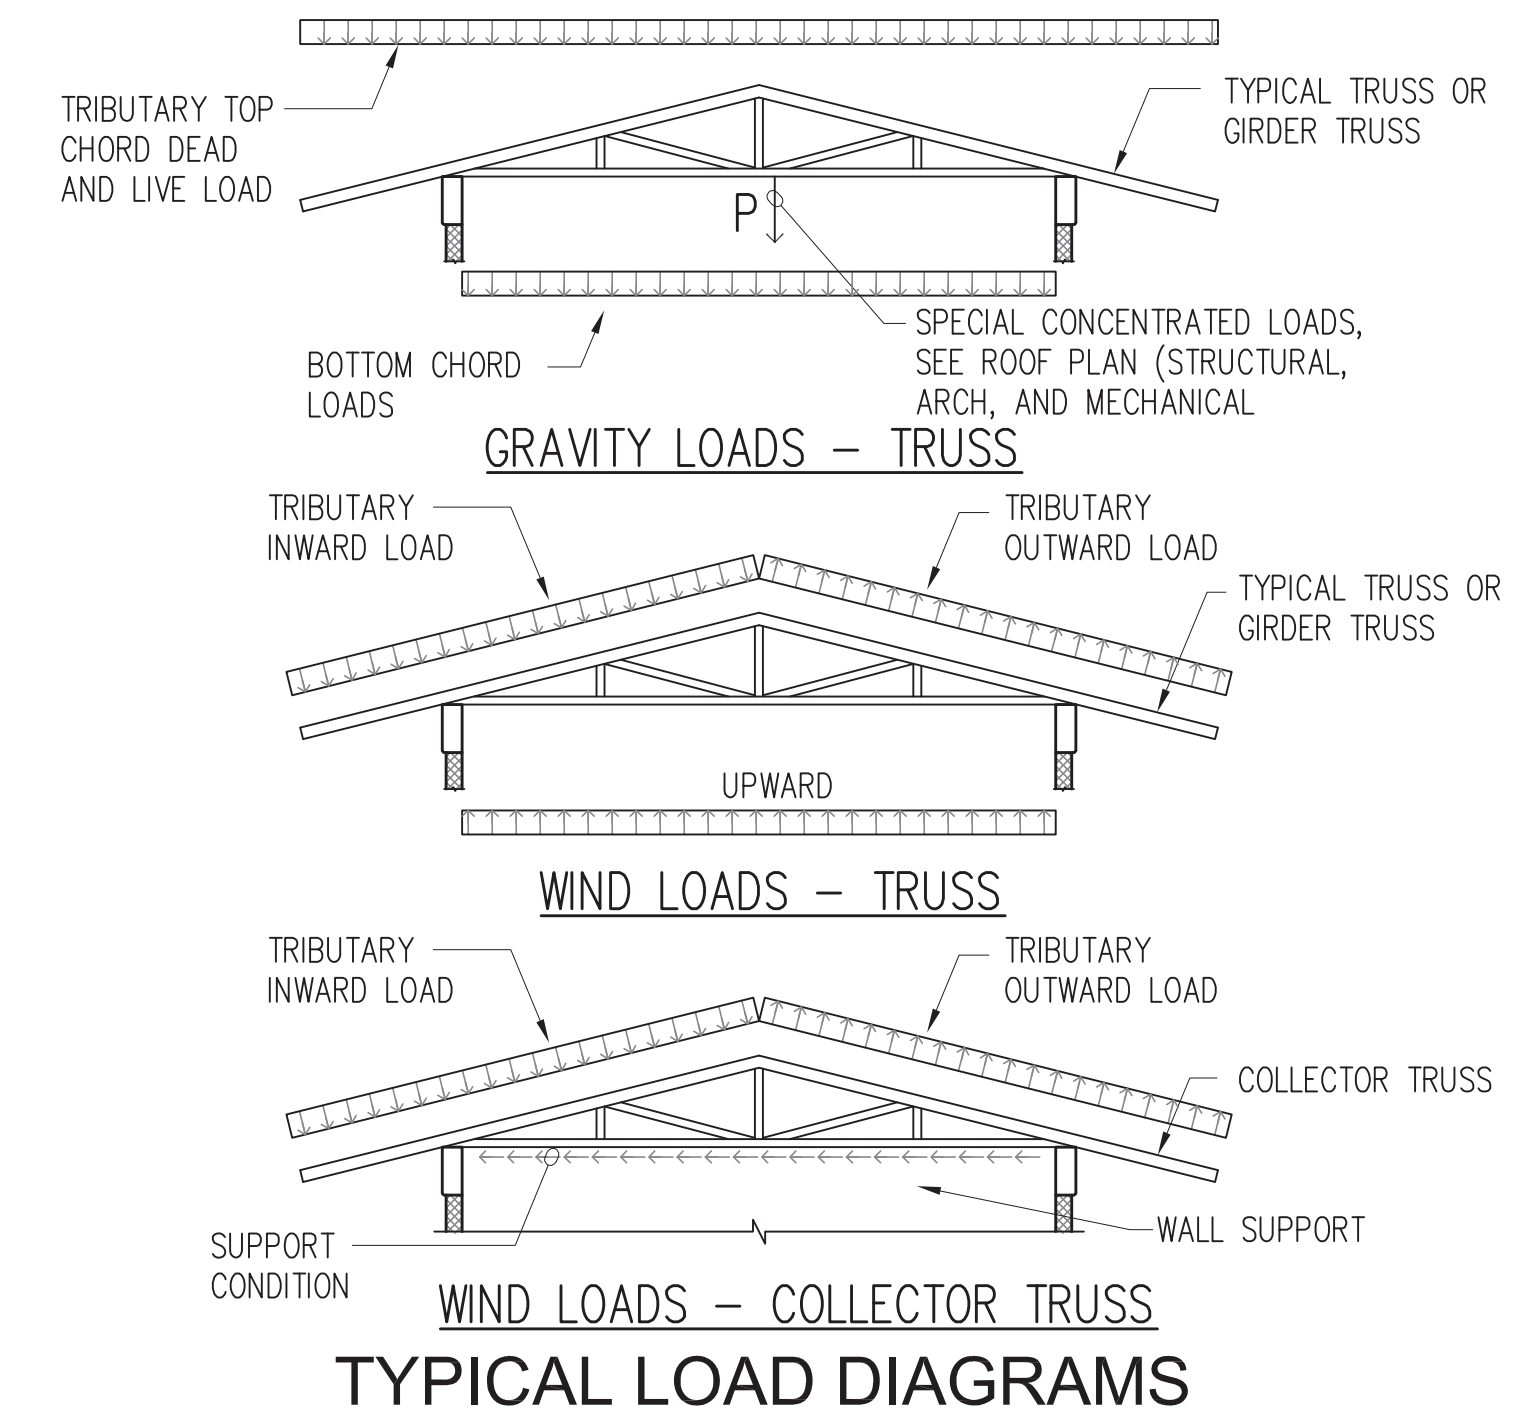 TRIBUTARY TOP
CHORD DEAD
AND LIVE LOAD
TYPICAL TRUSS OR
GIRDER TRUSS
P
BOTTOM CHORD
LOADS
SPECIAL CONCENTRATED LOADS,
SEE ROOF PLAN (STRUCTURAL,
ARCH, AND MECHANICAL
GRAVITY LOADS – TRUSS
TRIBUTARY
INWARD LOAD
TRIBUTARY
OUTWARD LOAD
TYPICAL TRUSS OR
GIRDER TRUSS
UPWARD
WIND LOADS – TRUSS
TRIBUTARY
INWARD LOAD
TRIBUTARY
OUTWARD LOAD
COLLECTOR TRUSS
SUPPORT
CONDITION
WALL SUPPORT
WIND LOADS – COLLECTOR TRUSS
TYPICAL LOAD DIAGRAMS